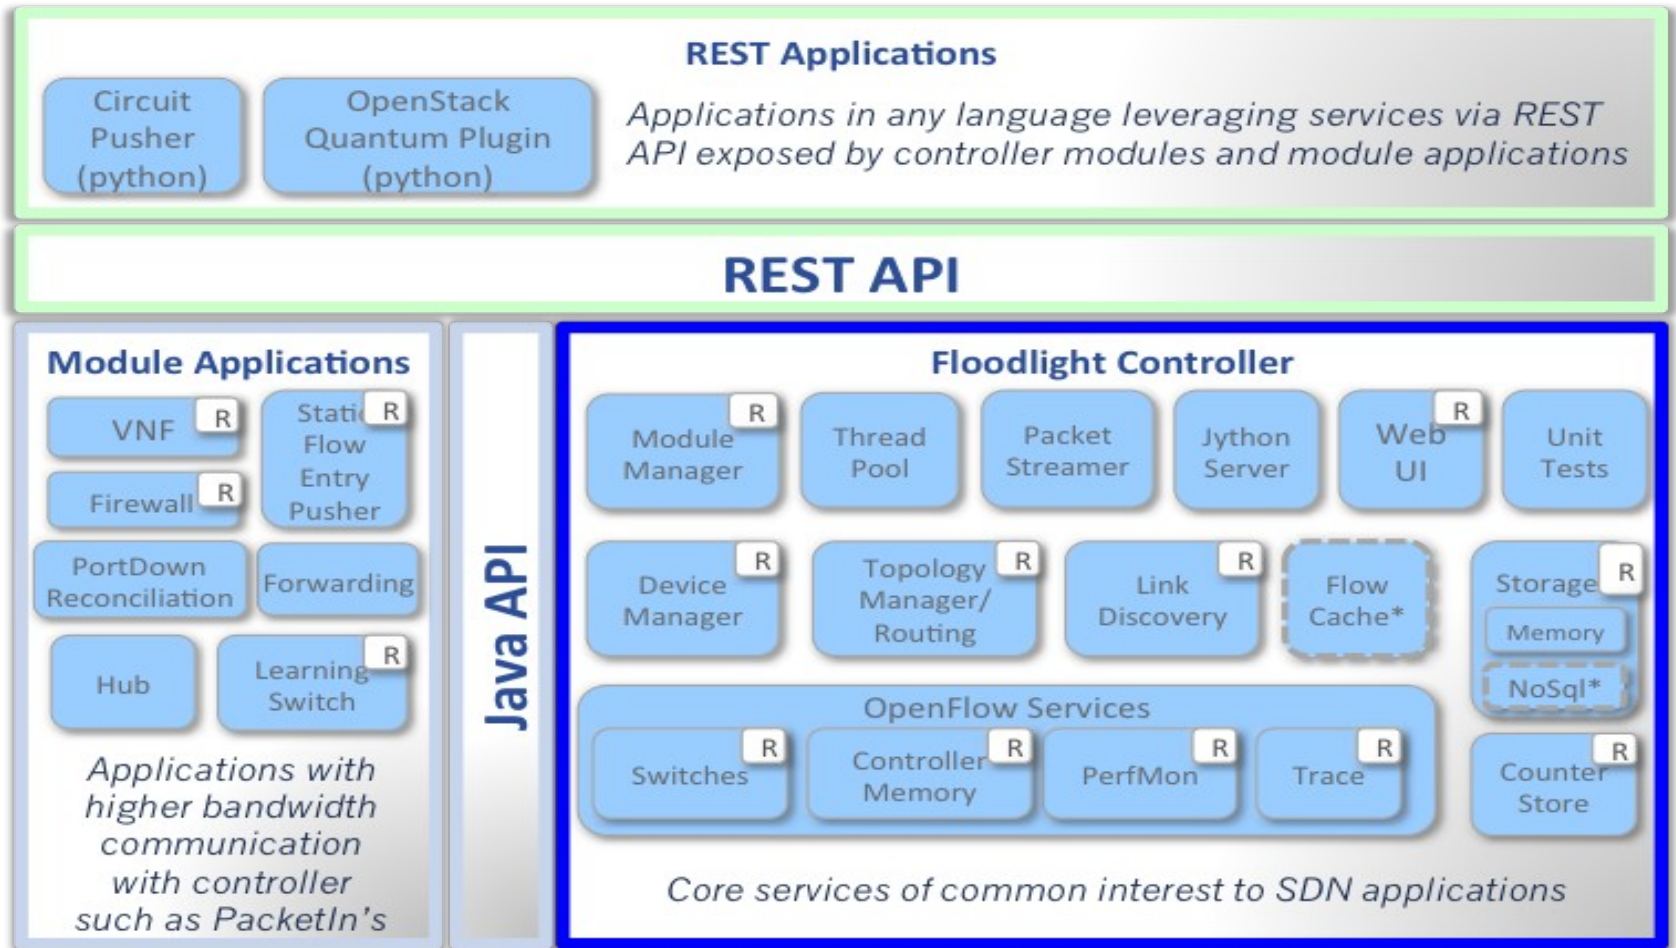 REST Applications
Circuit
Pusher
(python)
OpenStack
Quantum Plugin
(python)
Applications in any language leveraging services via REST
API exposed by controller modules and module applications
REST API
Module Applications
VNF
R
Static
Flow
Entry
Pusher
R
Firewall
R
PortDown
Reconciliation
Forwarding
Hub
Learning
Switch
R
Applications with
higher bandwidth
communication
with controller
such as PacketIn's
Java API
Floodlight Controller
Module
Manager
R
Thread
Pool
Packet
Streamer
Jython
Server
Web
UI
R
Unit
Tests
Device
Manager
R
Topology
Manager/
Routing
R
Link
Discovery
R
Flow
Cache*
Storage
R
Memory
NoSql*
OpenFlow Services
Switches
R
Controller
Memory
R
PerfMon
R
Trace
R
Counter
Store
R
Core services of common interest to SDN applications